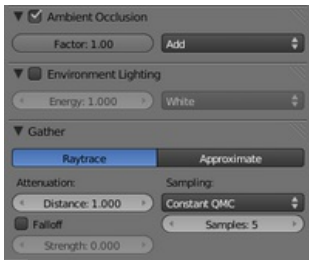 Ambient Occlusion
Factor: 1.00 Add
Environment Lighting
Energy: 1.000 White
Gather
Raytrace Approximate
Attenuation: Sampling:
Distance: 1.000 Constant QMC
Falloff Samples: 5
Strength: 0.000